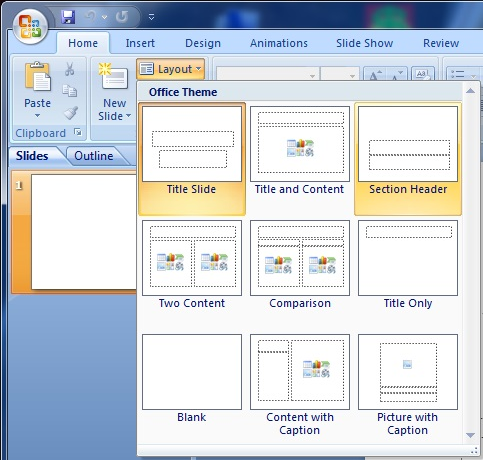 Home Insert Design Animations Slide Show Review
Layout
Paste
New
Slide
Clipboard
Office Theme
Slides Outline
1
Title Slide
Title and Content
Section Header
Two Content
Comparison
Title Only
Blank
Content with
Caption
Picture with
Caption